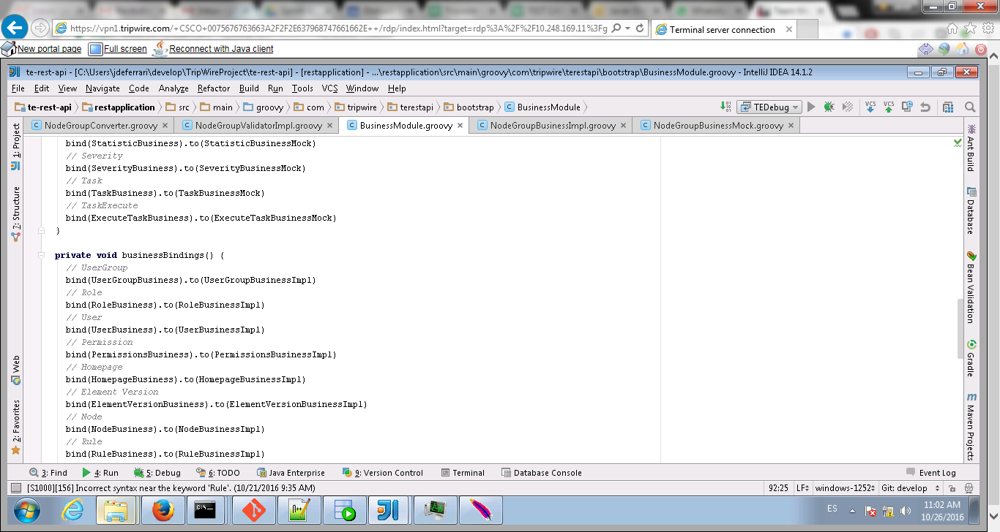 https://vpn1.tripwire.com/+CSCO+0075676763663A2F2F2E637968747661662E++/rdp/index.html?target=rdp%3A%2F%2F10.248.169.11%3Fg
Terminal server connection
New portal page Full screen Reconnect with Java client
te-rest-api - [C:\Users\jdeferrari\develop\TripWireProject\te-rest-api] - [restapplication] - ...\restapplication\src\main\groovy\com\tripwire\terestapi\bootstrap\BusinessModule.groovy - IntelliJ IDEA 14.1.2
File Edit View Navigate Code Analyze Refactor Build Run Tools VCS Window Help
te-rest-api restapplication src main groovy com tripwire terestapi bootstrap BusinessModule TEDebug VCS VCS
NodeGroupConverter.groovy NodeGroupValidatorImpl.groovy BusinessModule.groovy NodeGroupBusinessImpl.groovy NodeGroupBusinessMock.groovy
1: Project
7: Structure
Web
2: Favorites
bind(StatisticBusiness).to(StatisticBusinessMock)
// Severity
bind(SeverityBusiness).to(SeverityBusinessMock)
// Task
bind(TaskBusiness).to(TaskBusinessMock)
// TaskExecute
bind(ExecuteTaskBusiness).to(ExecuteTaskBusinessMock)
}
private void businessBindings() {
// UserGroup
bind(UserGroupBusiness).to(UserGroupBusinessImpl)
// Role
bind(RoleBusiness).to(RoleBusinessImpl)
// User
bind(UserBusiness).to(UserBusinessImpl)
// Permission
bind(PermissionsBusiness).to(PermissionsBusinessImpl)
// Homepage
bind(HomepageBusiness).to(HomepageBusinessImpl)
// Element Version
bind(ElementVersionBusiness).to(ElementVersionBusinessImpl)
// Node
bind(NodeBusiness).to(NodeBusinessImpl)
// Rule
bind(RuleBusiness).to(RuleBusinessImpl)
Ant Build
Database
Bean Validation
Gradle
Maven Projects
3: Find 4: Run 5: Debug 6: TODO Java Enterprise 9: Version Control Terminal Database Console Event Log
[S1000][156] Incorrect syntax near the keyword 'Rule'. (10/21/2016 9:35 AM) 92:25 LF windows-1252 Git: develop
ES
11:02 AM
10/26/2016